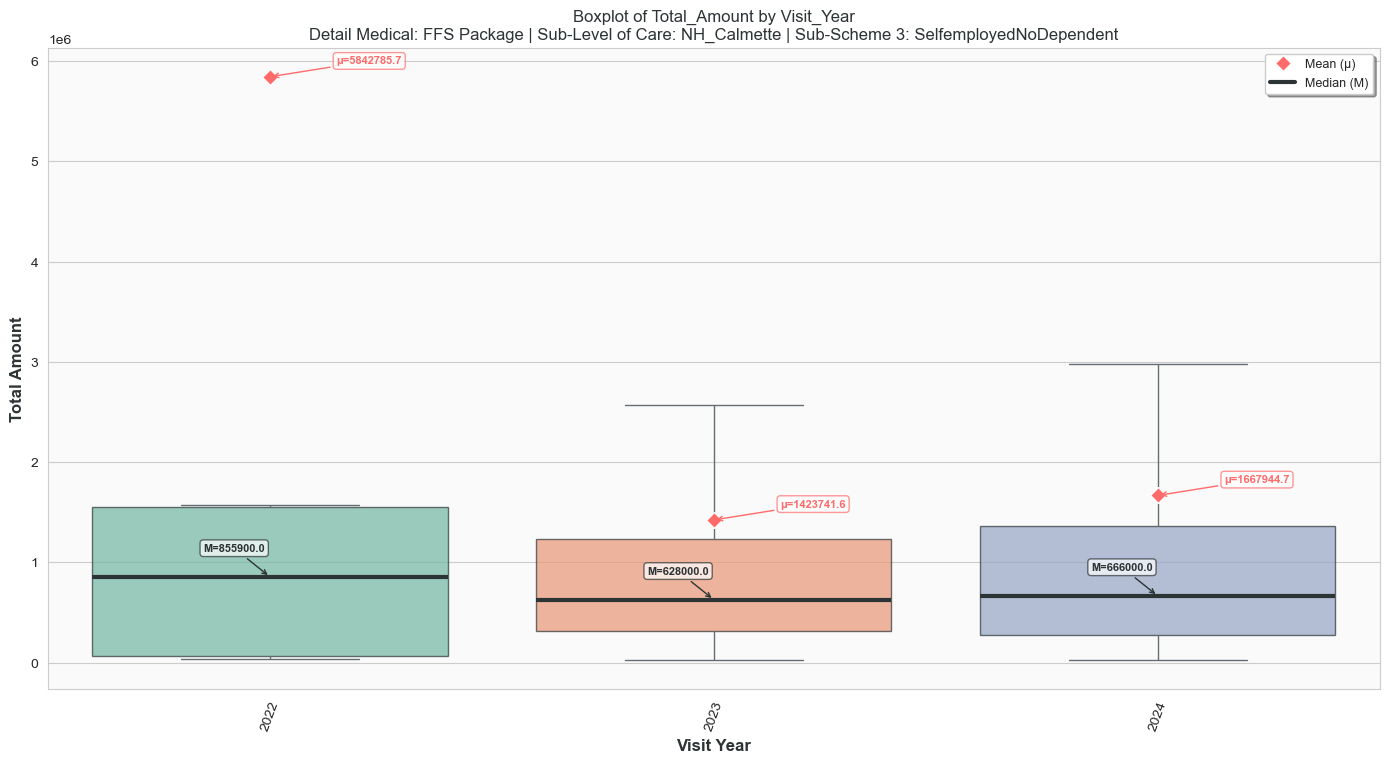 Boxplot of Total_Amount by Visit_Year
Detail Medical: FFS Package | Sub-Level of Care: NH_Calmette | Sub-Scheme 3: SelfemployedNoDependent
1e6
6
5
4
3
2
1
0
Total Amount
μ=5842785.7
M=855900.0
μ=1423741.6
M=628000.0
μ=1667944.7
M=666000.0
Mean (μ)
Median (M)
2022
2023
2024
Visit Year